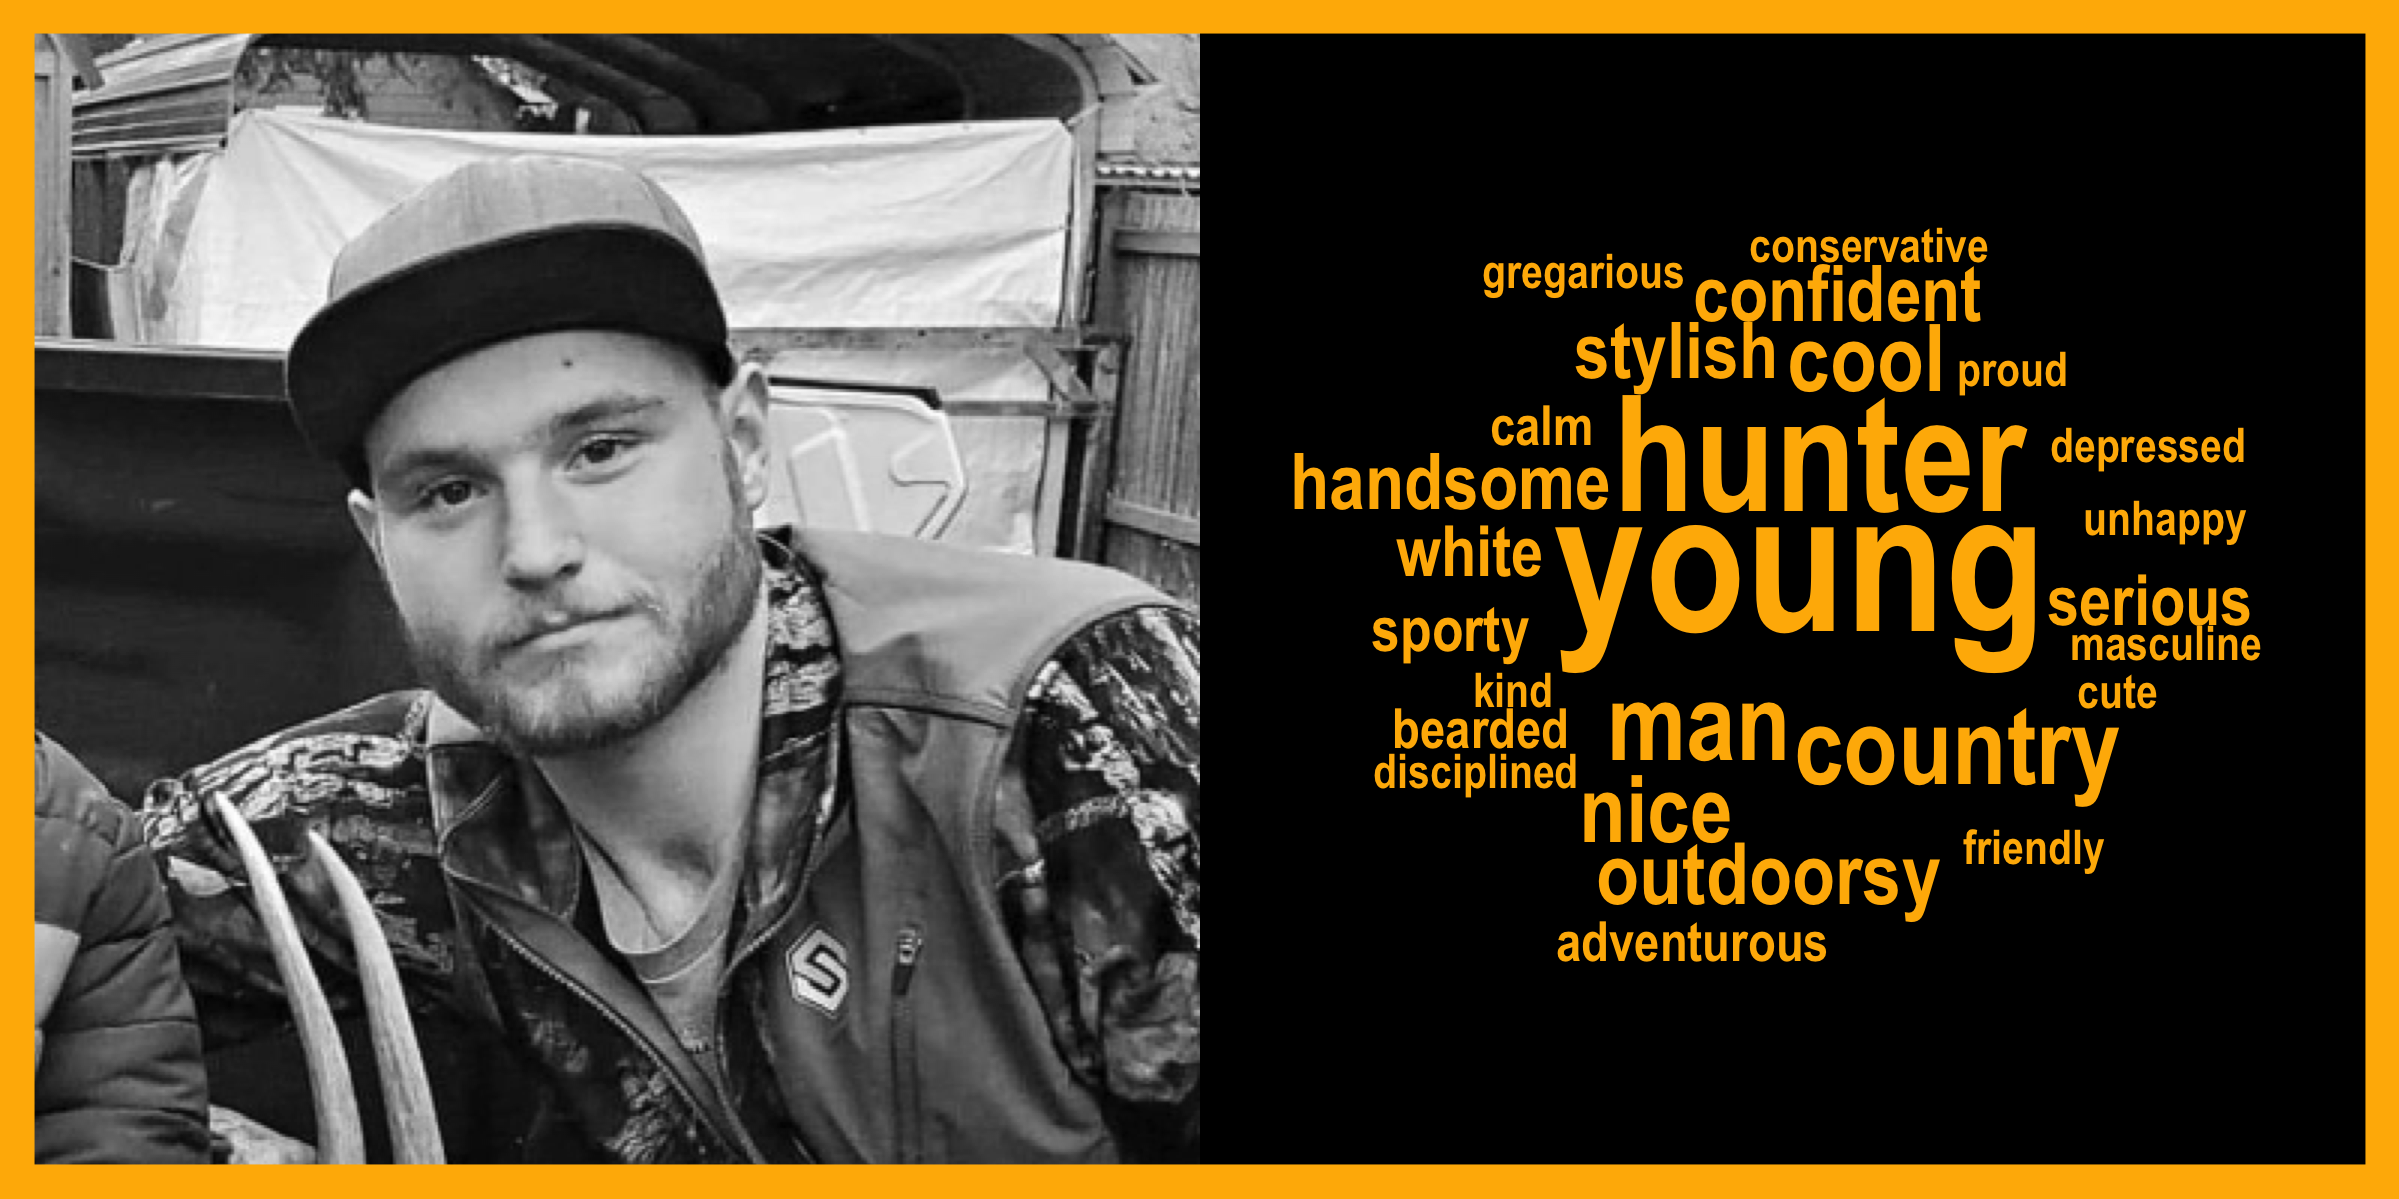 conservative
gregarious
confident
stylish cool proud
calm
hunter
depressed
handsome
unhappy
white
young
serious
sporty
masculine
kind
cute
bearded
man
country
disciplined
nice
friendly
outdoorsy
adventurous